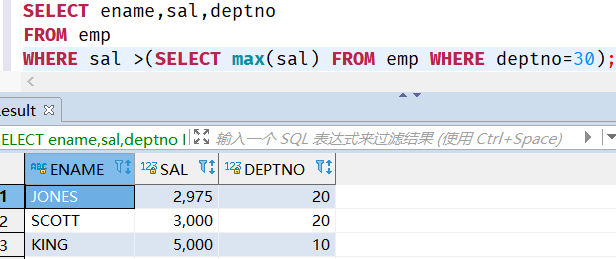 SELECT ename,sal,deptno
FROM emp
WHERE sal >(SELECT max(sal) FROM emp WHERE deptno=30);
esult
ELECT ename,sal,deptno 输入一个 SQL 表达式来过滤结果 (使用 Ctrl+Space)
ABC ENAME 123 SAL 123 DEPTNO
1 JONES 2,975 20
2 SCOTT 3,000 20
3 KING 5,000 10